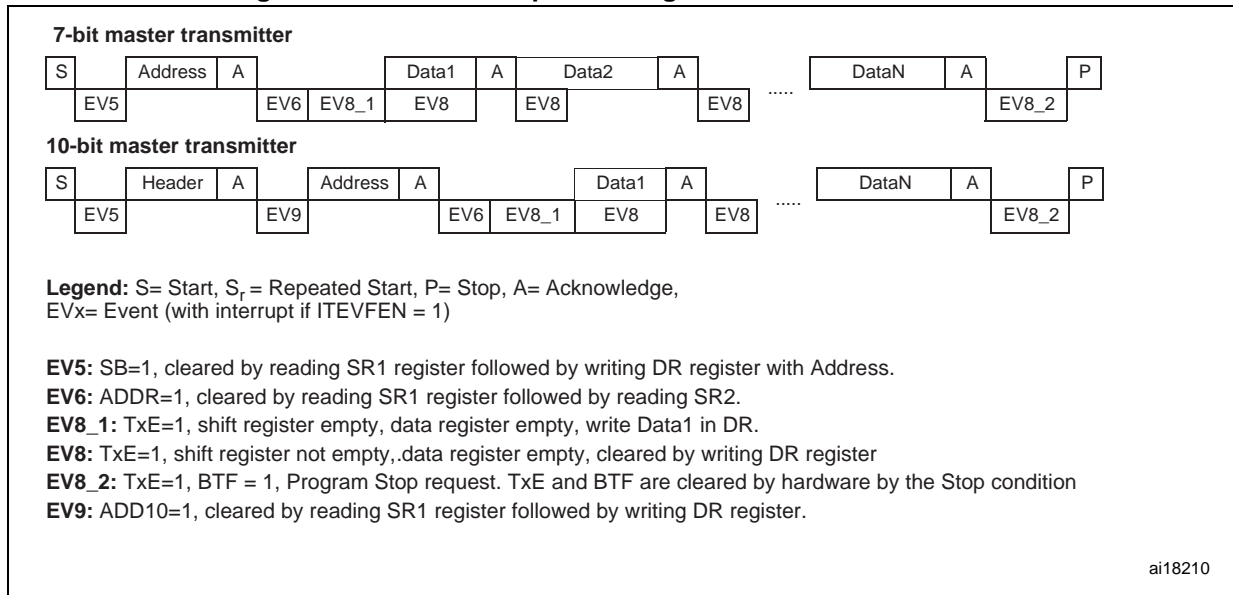 7-bit master transmitter
S Address A Data1 A Data2 A ..... DataN A P
EV5 EV6 EV8_1 EV8 EV8 EV8 EV8_2
10-bit master transmitter
S Header A Address A Data1 A ..... DataN A P
EV5 EV9 EV6 EV8_1 EV8 EV8 EV8_2
Legend: S= Start, Sr = Repeated Start, P= Stop, A= Acknowledge,
EVx= Event (with interrupt if ITEVFEN = 1)
EV5: SB=1, cleared by reading SR1 register followed by writing DR register with Address.
EV6: ADDR=1, cleared by reading SR1 register followed by reading SR2.
EV8_1: TxE=1, shift register empty, data register empty, write Data1 in DR.
EV8: TxE=1, shift register not empty,.data register empty, cleared by writing DR register
EV8_2: TxE=1, BTF = 1, Program Stop request. TxE and BTF are cleared by hardware by the Stop condition
EV9: ADD10=1, cleared by reading SR1 register followed by writing DR register.
ai18210